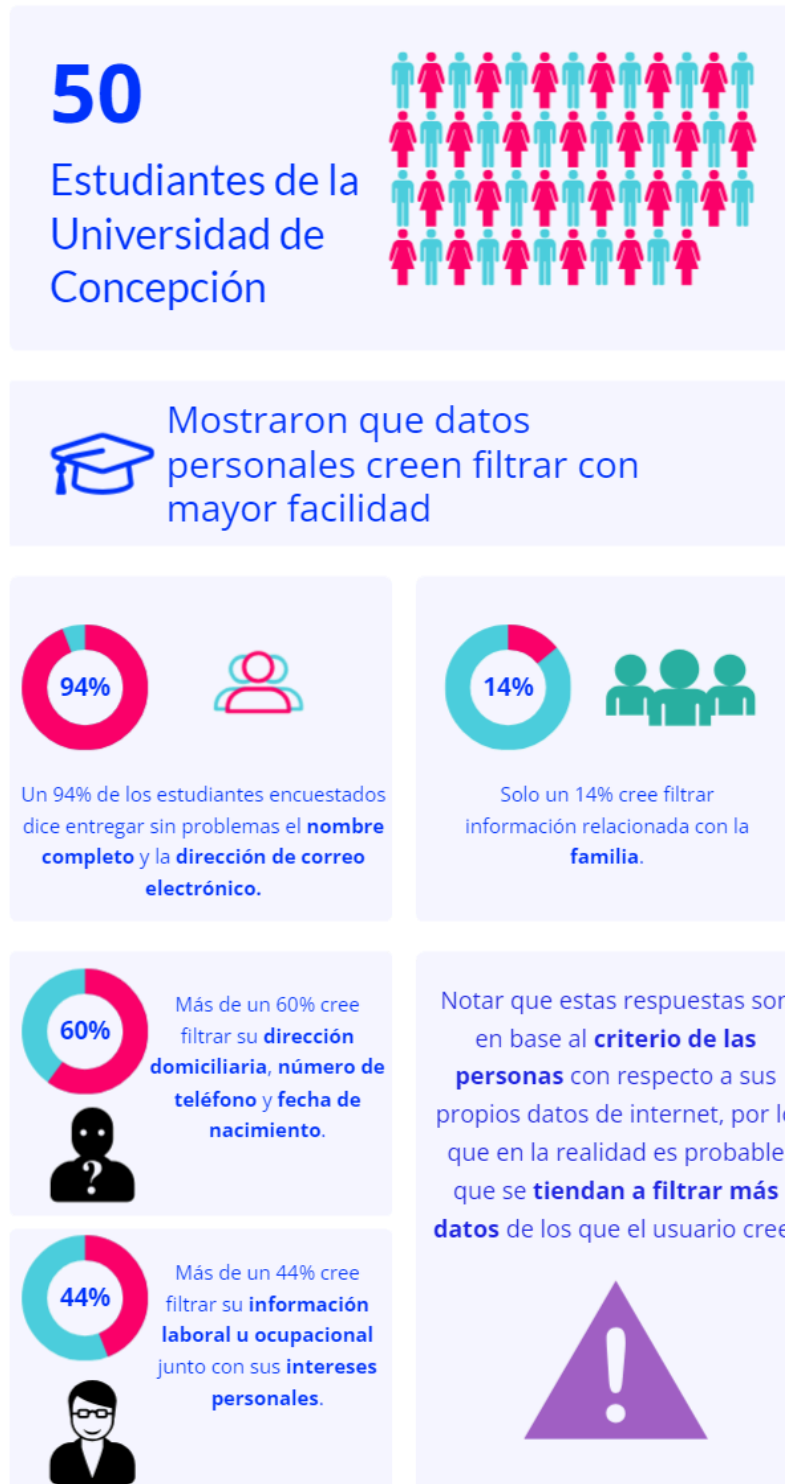 50
Estudiantes de la
Universidad de
Concepción
Mostraron que datos
personales creen filtrar con
mayor facilidad
94%
Un 94% de los estudiantes encuestados
dice entregar sin problemas el nombre
completo y la dirección de correo
electrónico.
14%
Solo un 14% cree filtrar
información relacionada con la
familia.
60%
Más de un 60% cree
filtrar su dirección
domiciliaria, número de
teléfono y fecha de
nacimiento.
?
44%
Más de un 44% cree
filtrar su información
laboral u ocupacional
junto con sus intereses
personales.
Notar que estas respuestas son
en base al criterio de las
personas con respecto a sus
propios datos de internet, por lo
que en la realidad es probable
que se tiendan a filtrar más
datos de los que el usuario cree
!